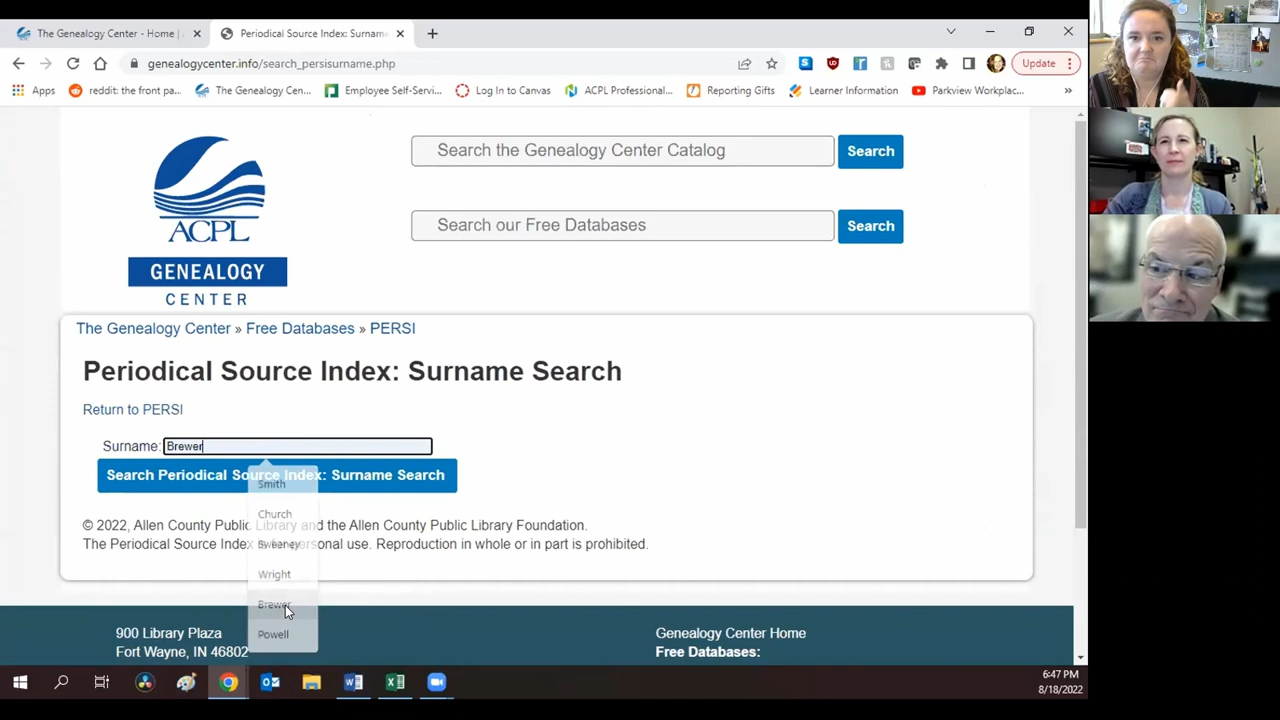 The Genealogy Center - Home |
Periodical Source Index: Surname
genealogycenter.info/search_persisurname.php
Update
Apps
reddit: the front pa...
The Genealogy Cen...
Employee Self-Servi...
Log In to Canvas
ACPL Professional...
Reporting Gifts
Learner Information
Parkview Workplac...
»
Search the Genealogy Center Catalog
Search
Search our Free Databases
Search
ACPL
GENEALOGY
CENTER
The Genealogy Center » Free Databases » PERSI
Periodical Source Index: Surname Search
Return to PERSI
Surname: Brewer
Search Periodical Source Index: Surname Search
Smith
Church
Sweeney
Wright
Brewer
Powell
© 2022, Allen County Public Library and the Allen County Public Library Foundation.
The Periodical Source Index personal use. Reproduction in whole or in part is prohibited.
900 Library Plaza
Fort Wayne, IN 46802
Genealogy Center Home
Free Databases:
6:47 PM
8/18/2022